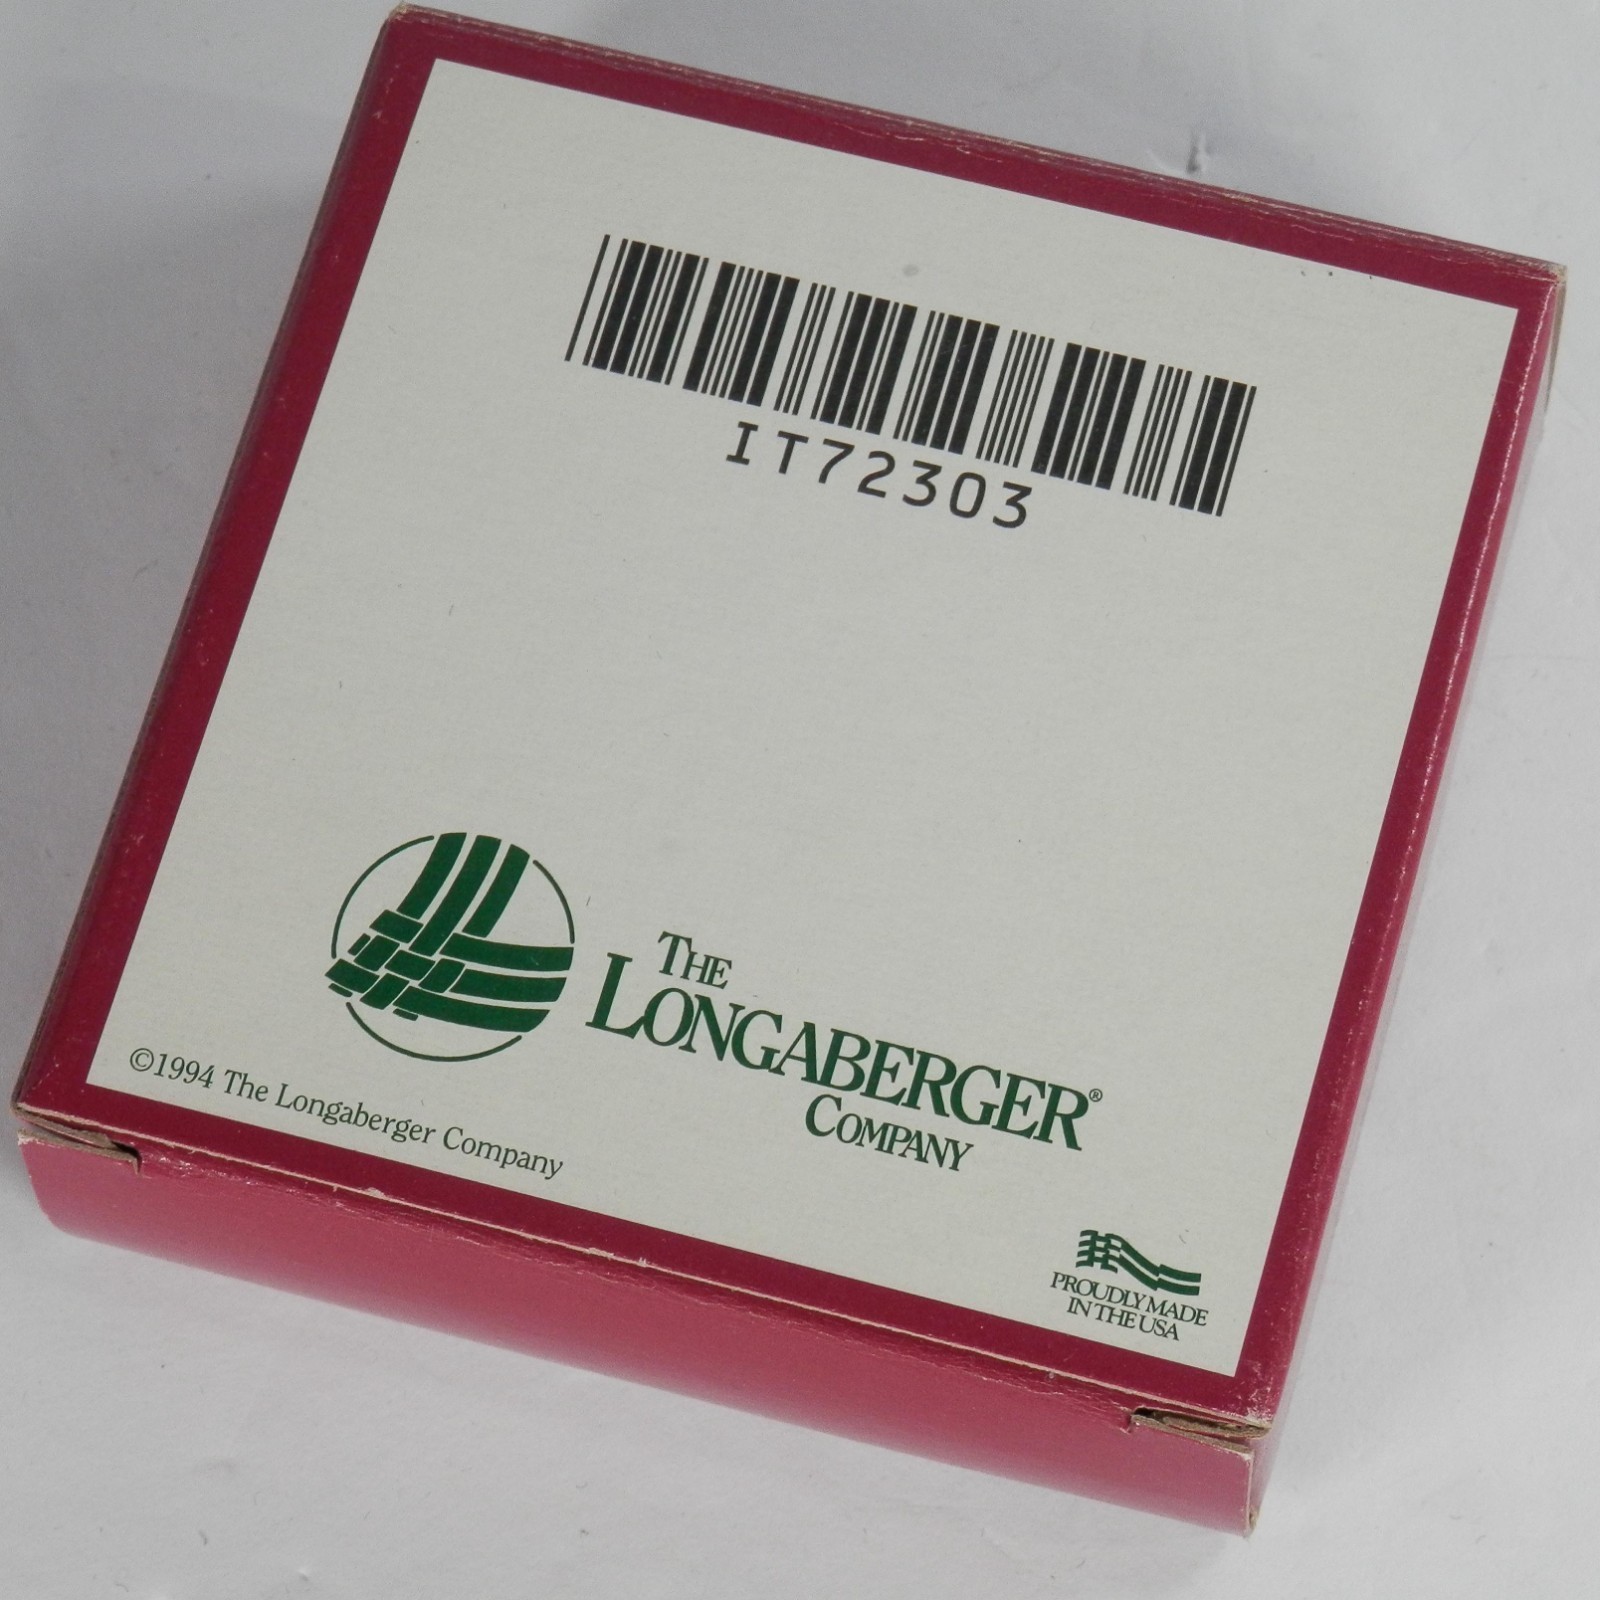 IT72303
THE
LONGABERGER®
COMPANY
©1994 The Longaberger Company
PROUDLY MADE
IN THE USA